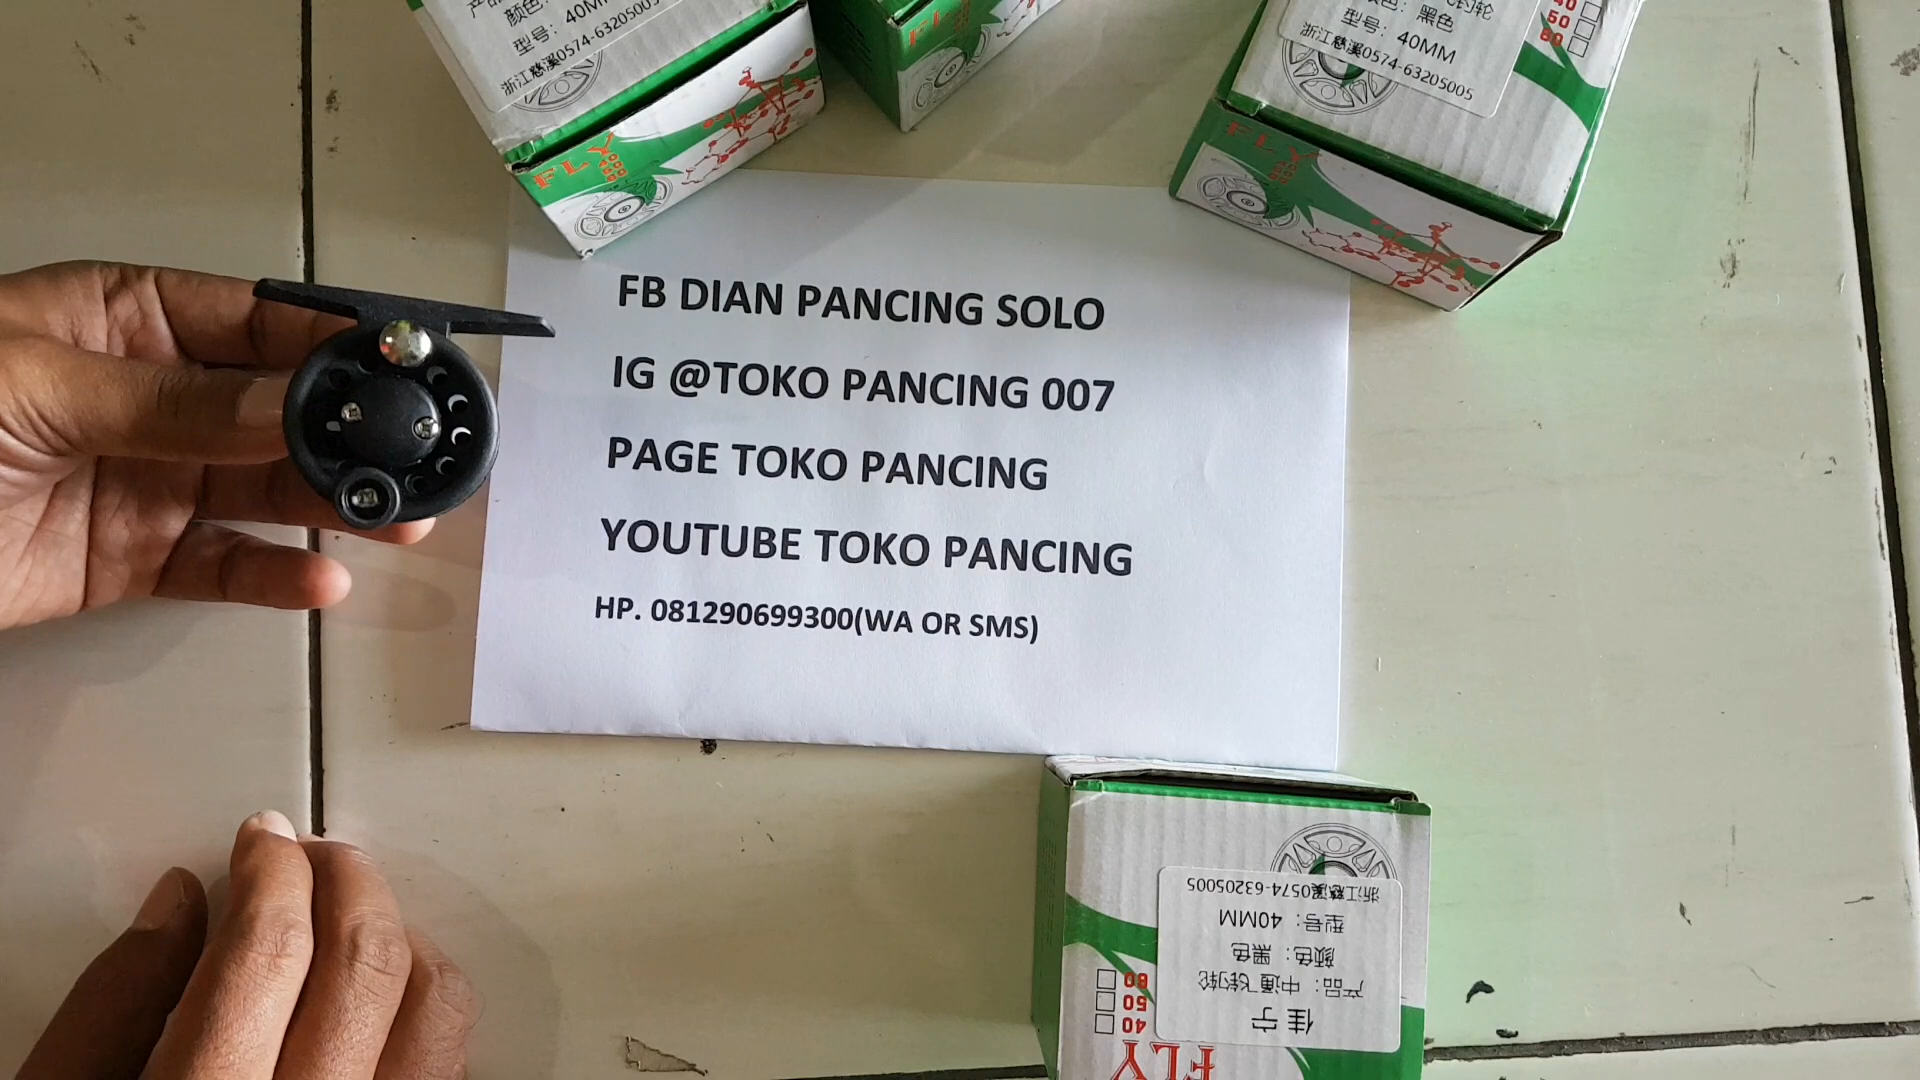 颜色:
40MM
型号:
浙江慈溪0574-63205005
FLY
FLY
黑色
型号: 40MM
浙江慈溪0574-63205005
40
50
60
FLY
FB DIAN PANCING SOLO
IG @TOKO PANCING 007
PAGE TOKO PANCING
YOUTUBE TOKO PANCING
HP. 081290699300(WA OR SMS)
FLY
40
50
60
佳宁
产品: 中通飞钓轮
颜色: 黑色
型号: 40MM
浙江慈溪0574-63205005